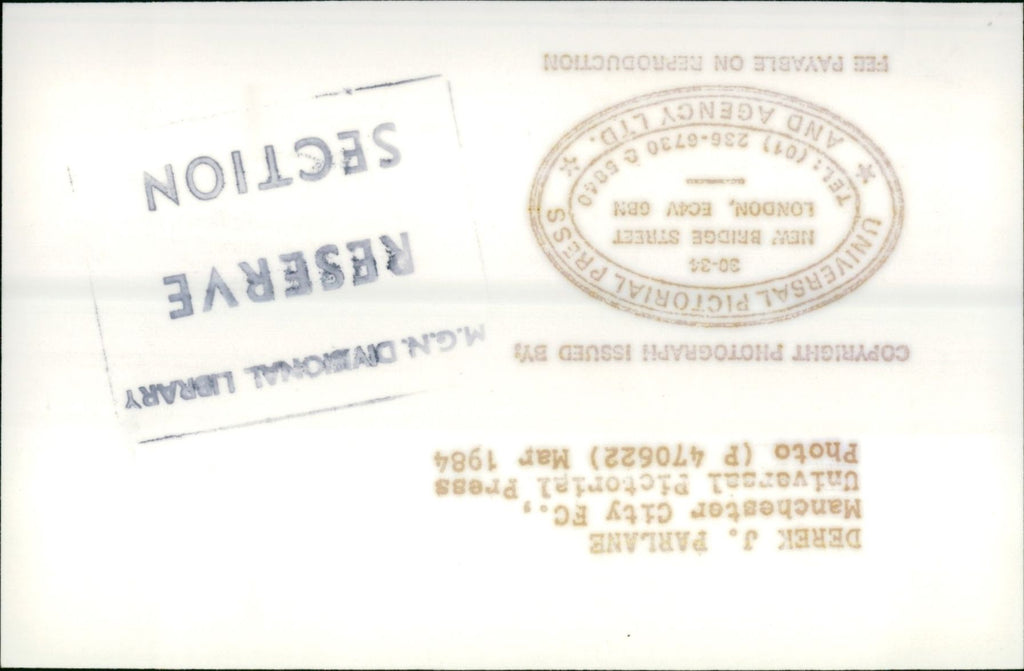 DEREK J. PARLANE
Manchester City FC.,
Universal Pictorial Press
Photo (P 470622) Mar 1984
COPYRIGHT PHOTOGRAPH ISSUED BY:
UNIVERSAL PICTORIAL PRESS
AND AGENCY LTD.
30-34
NEW BRIDGE STREET
LONDON, EC4V 6BN
TEL: (01) 236-6730 & 5840
FEE PAYABLE ON REPRODUCTION
M.G.N. DIVISIONAL LIBRARY
RESERVE
SECTION